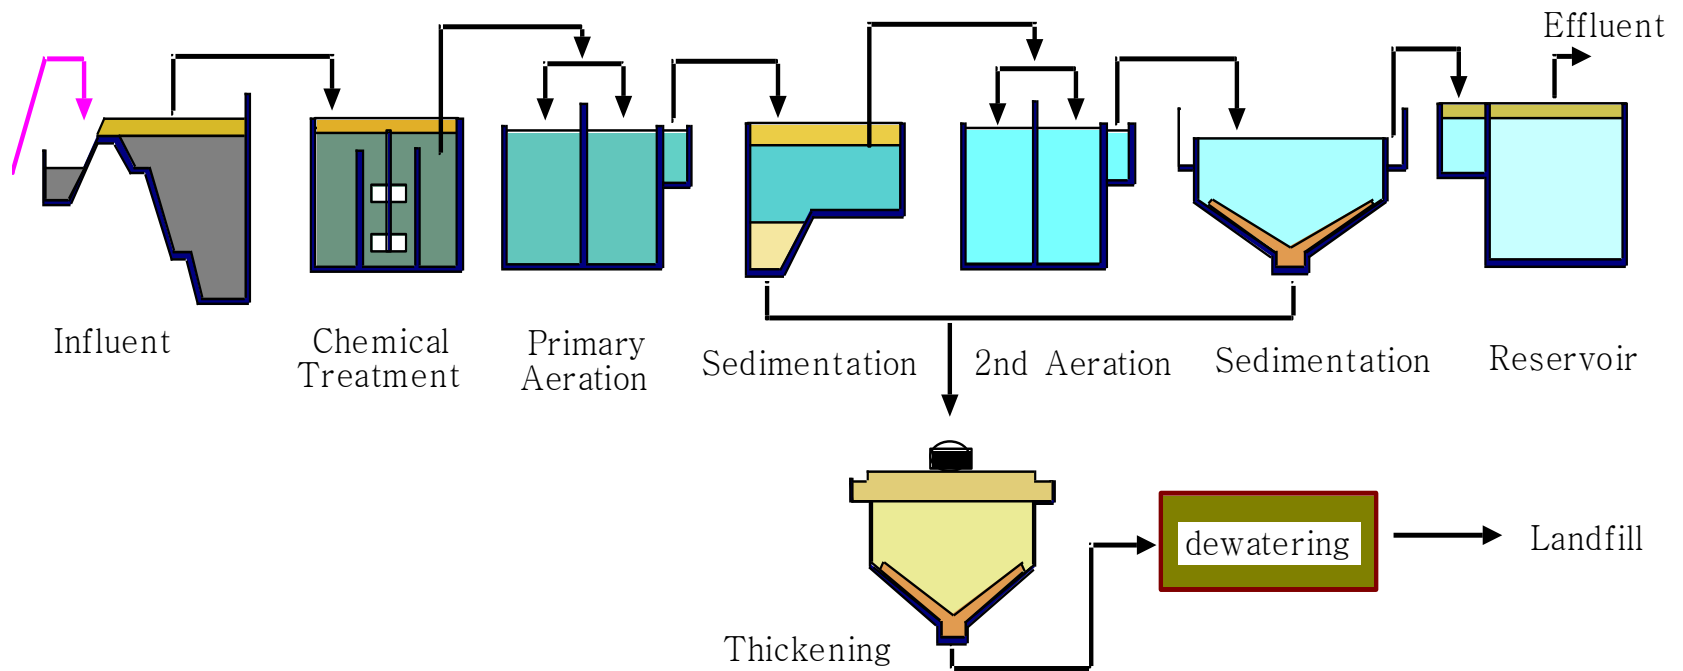 Effluent
Influent
Chemical
Treatment
Primary
Aeration
Sedimentation
2nd Aeration
Sedimentation
Reservoir
dewatering
Landfill
Thickening